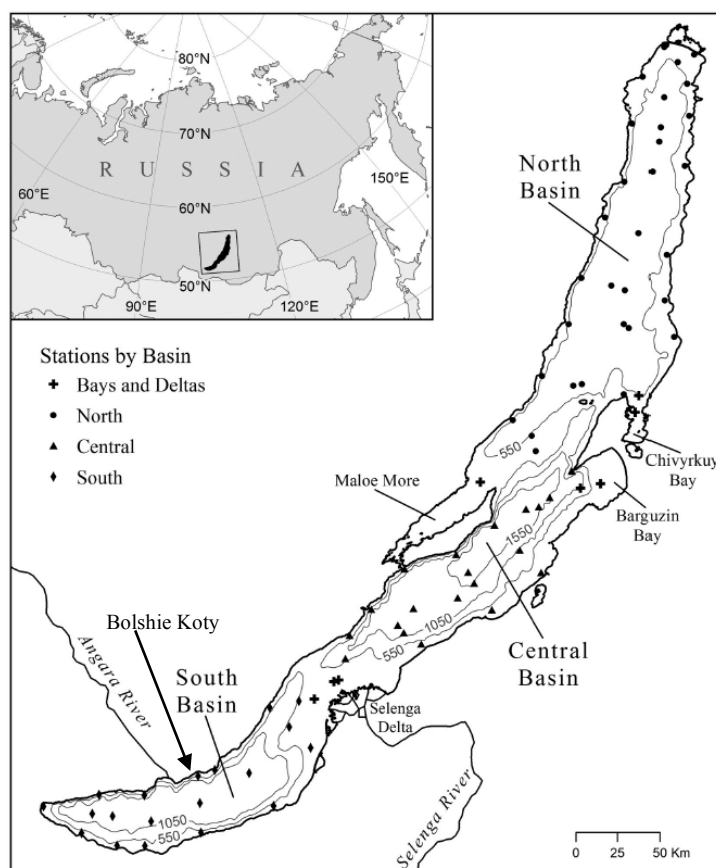 80°N
70°N
R U S S I A
60°E
150°E
60°N
50°N
90°E
120°E
North
Basin
Stations by Basin
Bays and Deltas
North
Central
South
550
Chivyrkuy
Bay
Maloe More
Barguzin
Bay
1550
Bolshie Koty
1050
550
Central
Basin
Angara River
South
Basin
Selenga
Delta
Selenga River
1050
550
0 25 50 Km